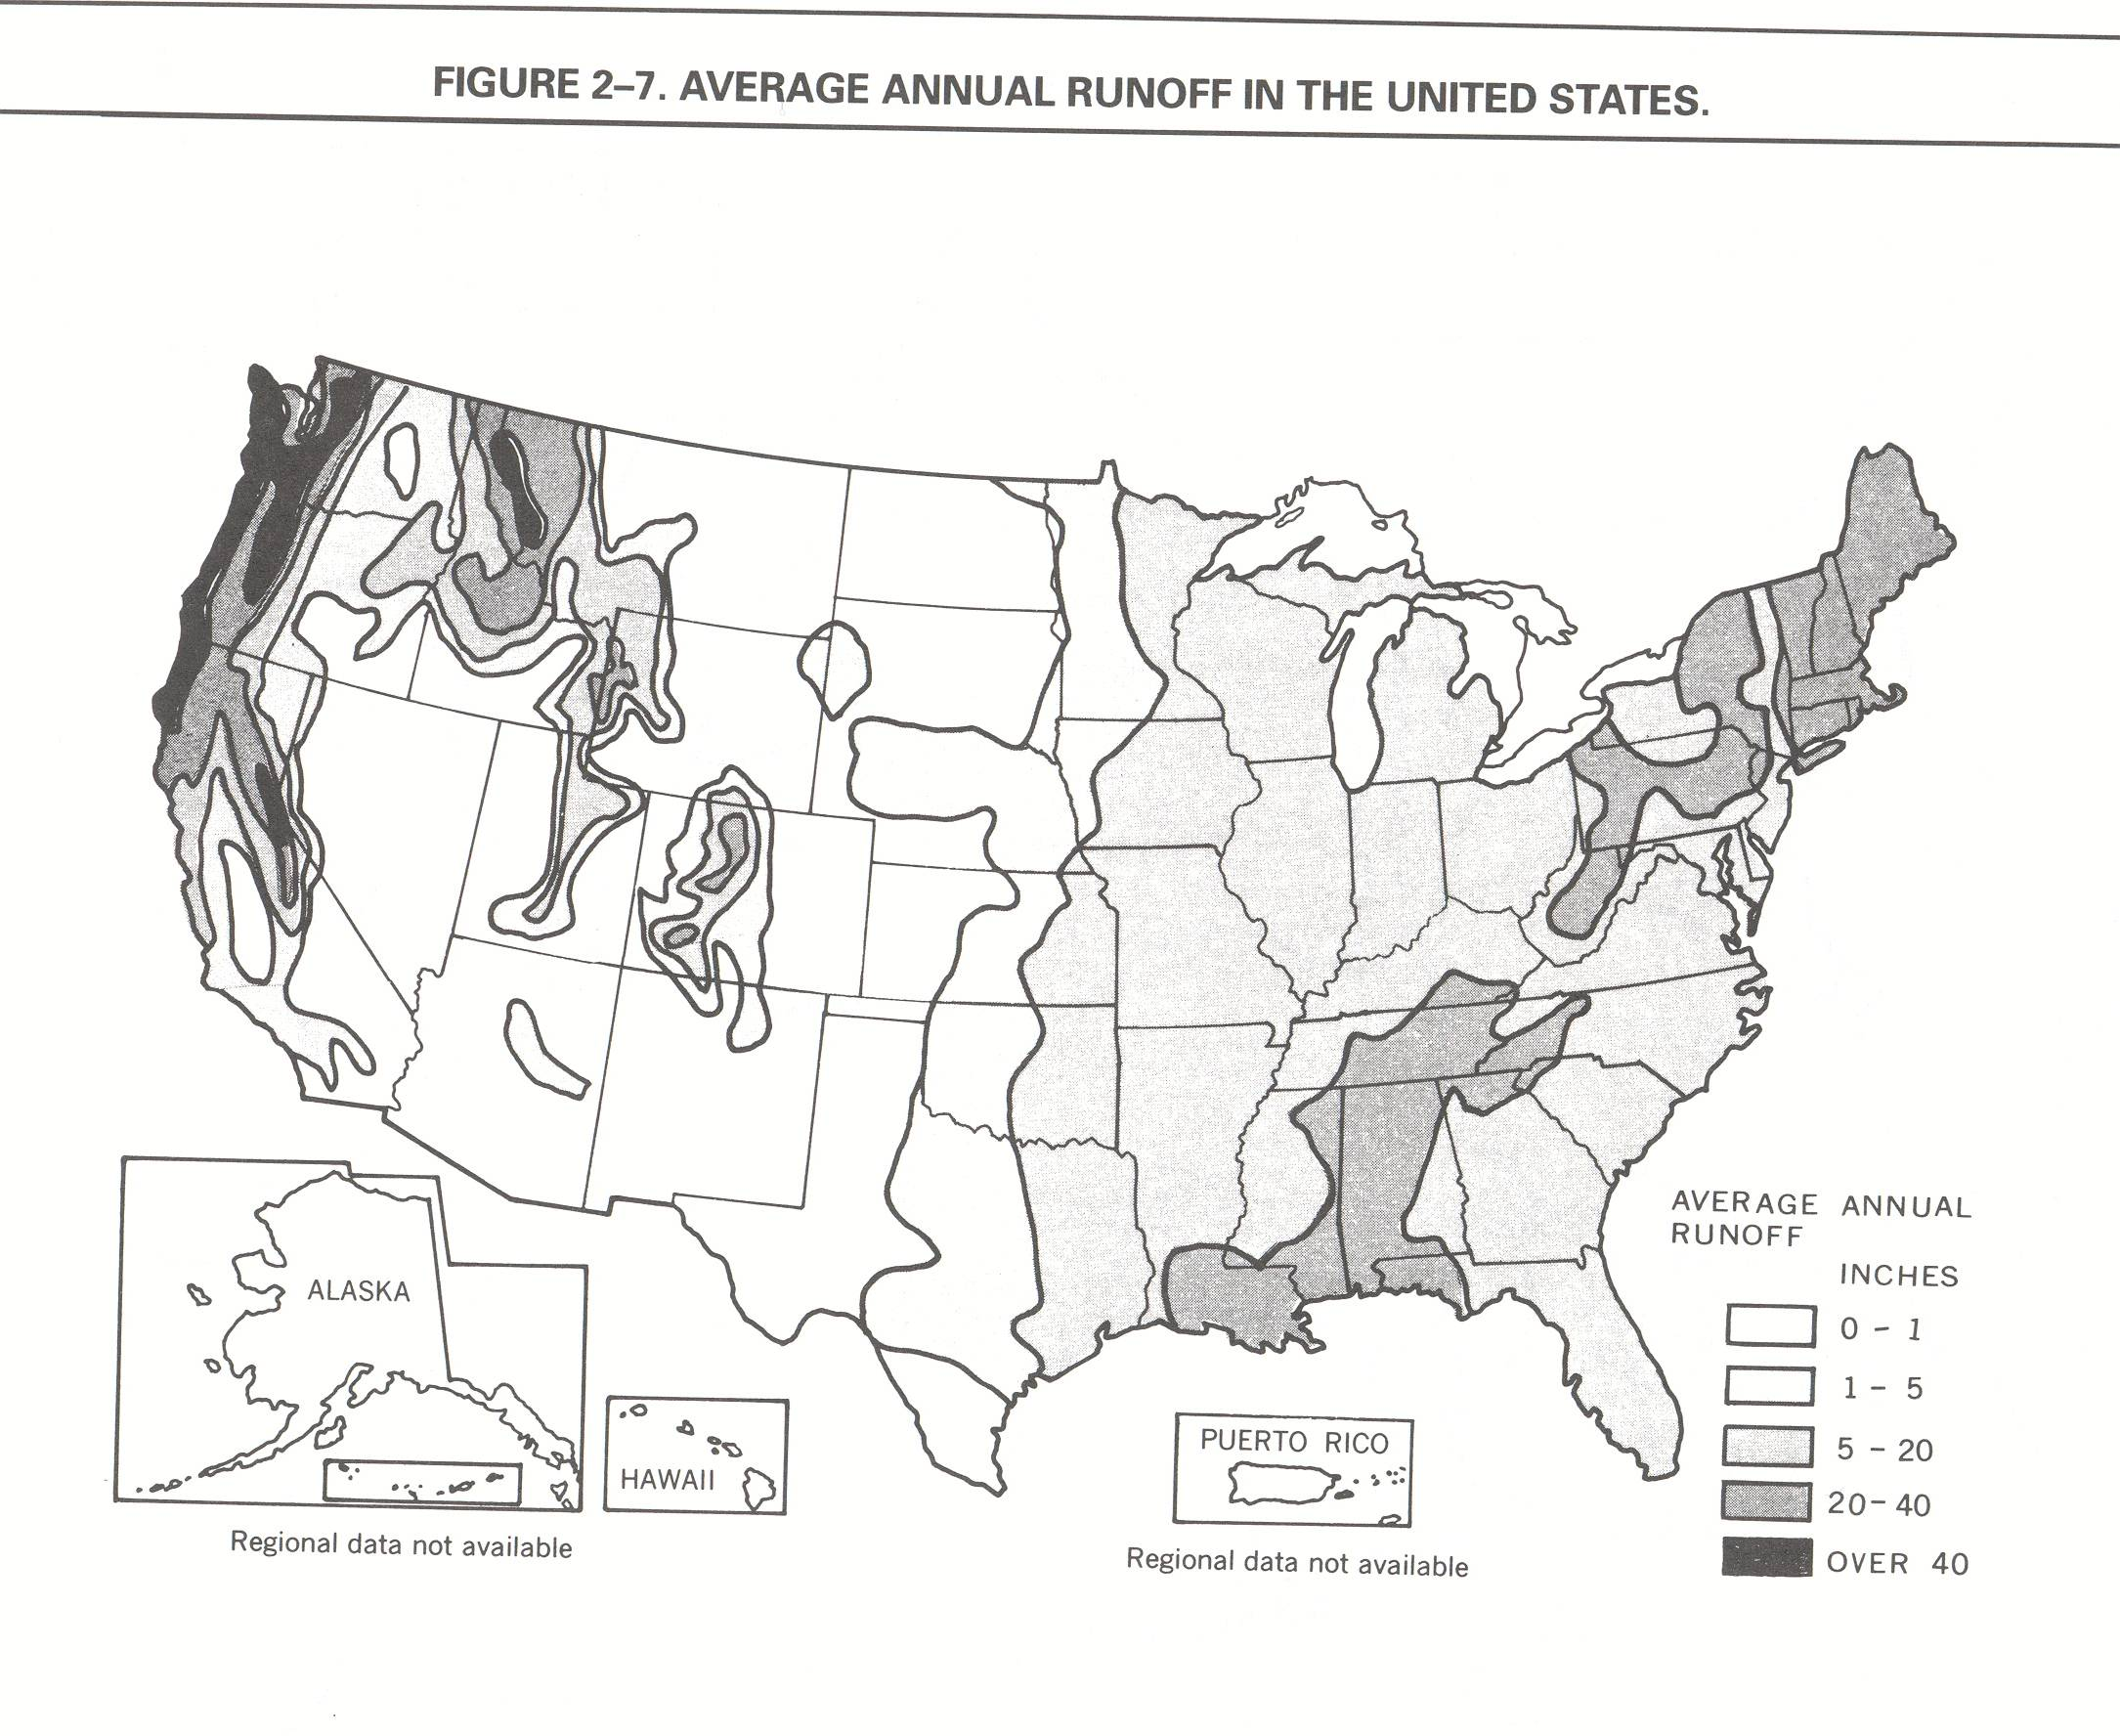 FIGURE 2–7. AVERAGE ANNUAL RUNOFF IN THE UNITED STATES.
ALASKA
HAWAII
Regional data not available
PUERTO RICO
Regional data not available
AVERAGE ANNUAL
RUNOFF
INCHES
0 – 1
1 – 5
5 – 20
20 – 40
OVER 40